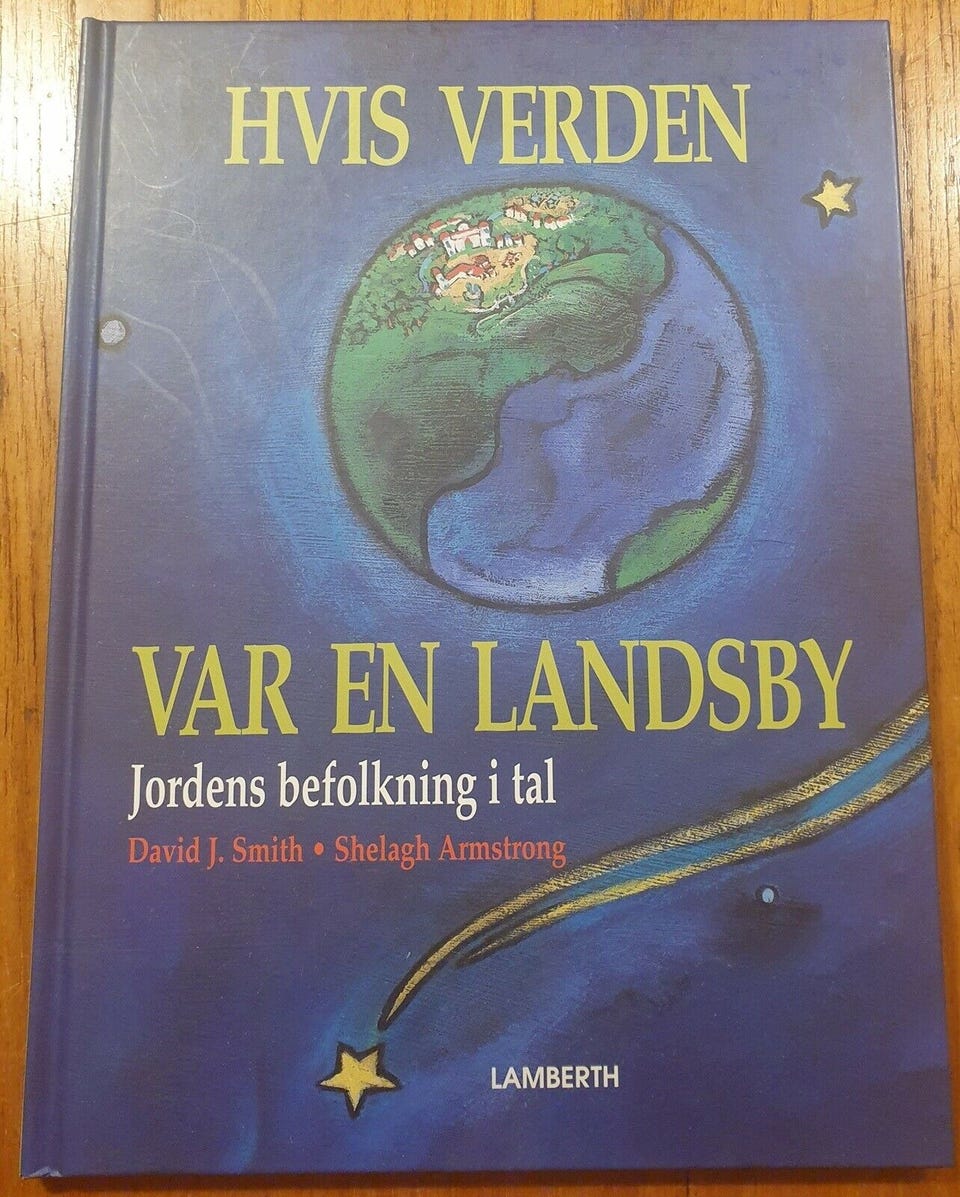 HVIS VERDEN
VAR EN LANDSBY
Jordens befolkning i tal
David J. Smith • Shelagh Armstrong
LAMBERTH